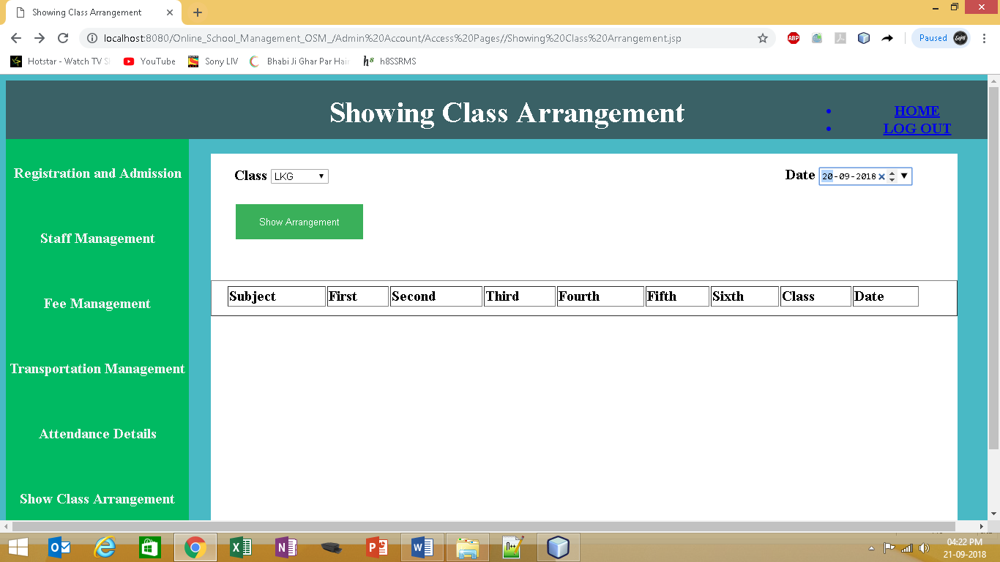 Showing Class Arrangement
localhost:8080/Online_School_Management_OSM_/Admin%20Account/Access%20Pages//Showing%20Class%20Arrangement.jsp
ABP
Paused
Hotstar - Watch TV S
YouTube
Sony LIV
Bhabi Ji Ghar Par Hain
h8 h8SSRMS
Showing Class Arrangement
HOME
LOG OUT
Registration and Admission
Staff Management
Fee Management
Transportation Management
Attendance Details
Show Class Arrangement
Class LKG
Date 20-09-2018
Show Arrangement
Subject First Second Third Fourth Fifth Sixth Class Date
04:22 PM
21-09-2018